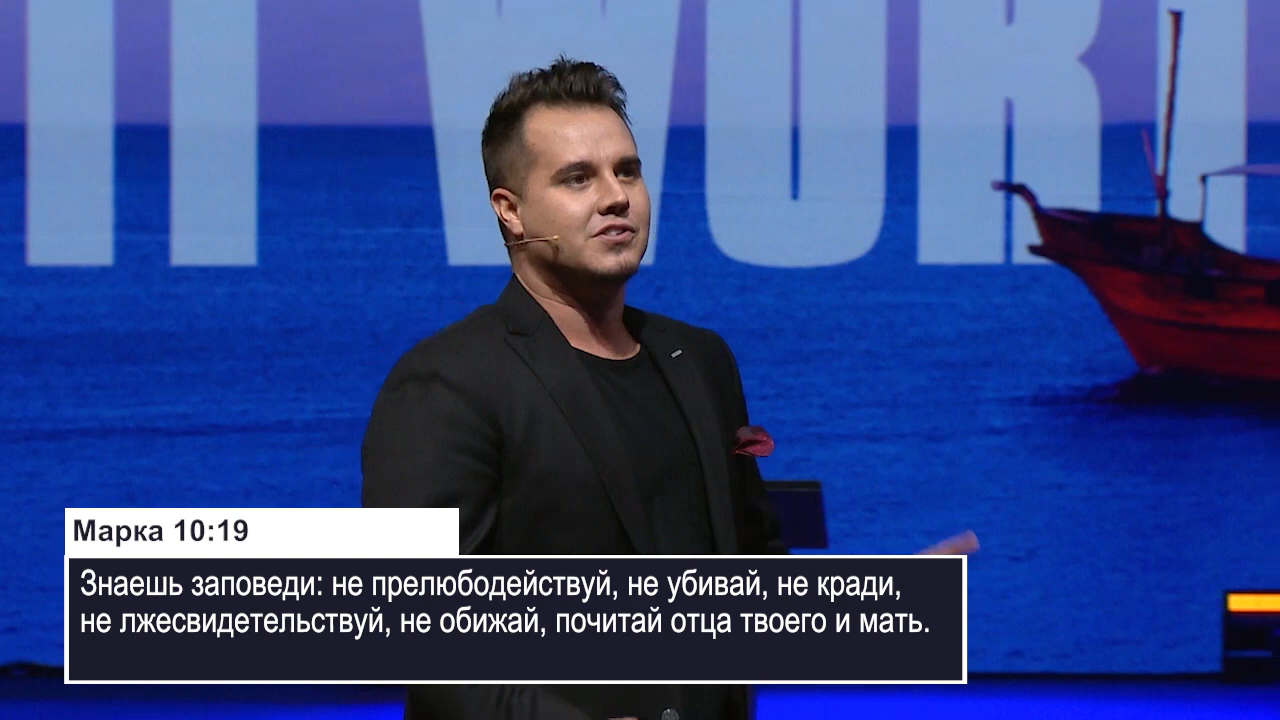 Марка 10:19
Знаешь заповеди: не прелюбодействуй, не убивай, не кради,
не лжесвидетельствуй, не обижай, почитай отца твоего и мать.